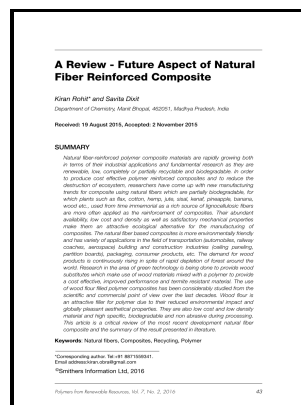 A Review - Future Aspect of Natural
Fiber Reinforced Composite
Kiran Rohit* and Savita Dixit
Department of Chemistry, Manit Bhopal, 462051, Madhya Pradesh, India
Received: 19 August 2015, Accepted: 2 November 2015
SUMMARY
Natural fiber-reinforced polymer composite materials are rapidly growing both
in terms of their industrial applications and fundamental research as they are
renewable, low, completely or partially recyclable and biodegradable. In order
to produce cost effective polymer reinforced composites and to reduce the
destruction of ecosystem, researchers have come up with new manufacturing
trends for composite using natural fibers which are partially biodegradable, for
which plants such as flax, cotton, hemp, jute, sisal, kenaf, pineapple, banana,
wood etc., used from time immemorial as a rich source of lignocellulosic fibers
are more often applied as the reinforcement of composites. Their abundant
availability, low cost and density as well as satisfactory mechanical properties
make them an attractive ecological alternative for the manufacturing of
composites. The natural fiber based composites is more environmentally friendly
and has variety of applications in the field of transportation (automobiles, railway
coaches, aerospace) building and construction industries (ceiling paneling,
partition boards), packaging, consumer products, etc. The demand for wood
products is continuously rising in spite of rapid depletion of forest around the
world. Research in the area of green technology is being done to provide wood
substitutes which make use of wood materials mixed with a polymer to develop
a cost effective, improved performance and termite resistant material. The use
of wood flour filled polymer composites has been considerably studied from the
scientific and commercial point of view over the last decades. Wood flour is
an attractive filler for polymer due to their reduced environmental impact and
globally pleasant aesthetical properties. They are also low cost and low density
material and high specific, biodegradable and non abrasive during processing.
This article is a critical review of the most recent development natural fiber
composite and the summary of the result presented in literature.
Keywords: Natural fibers, Composites, Recycling, Polymer
*Corresponding author. Tel:+91 9871558341.
Email address:kiran.obra@gmail.com
©Smithers Information Ltd, 2016
Polymers from Renewable Resources, Vol. 7, No. 2, 2016
43